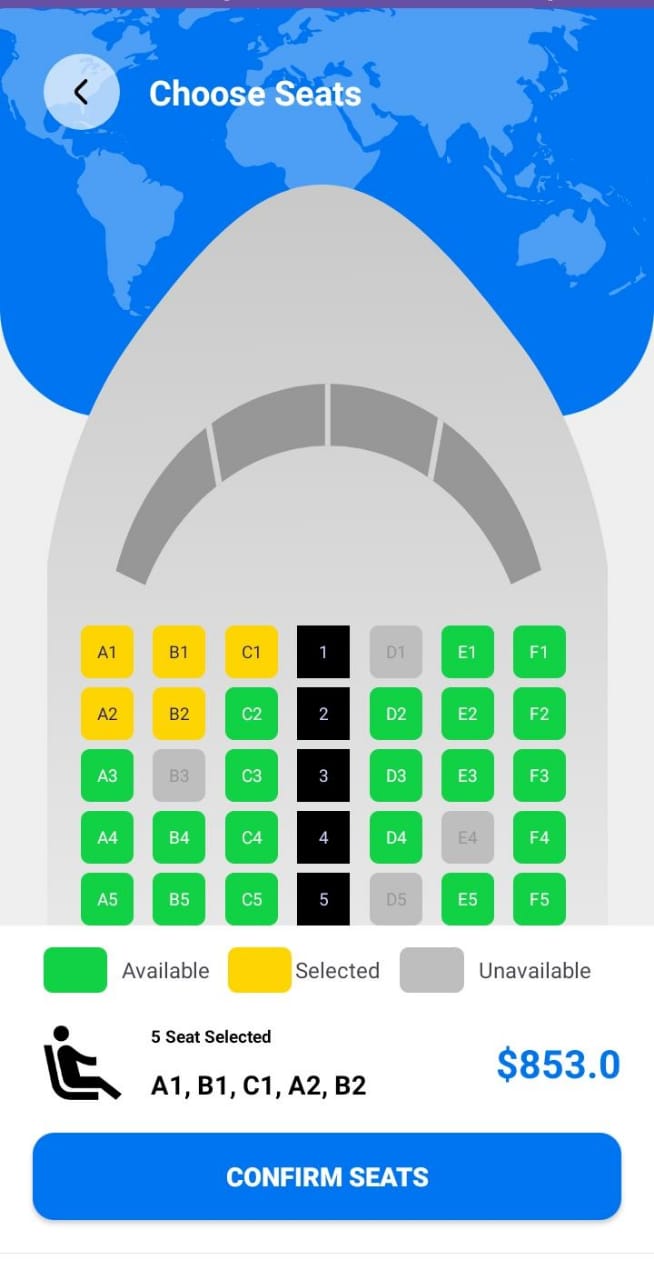 Choose Seats
A1 B1 C1 1 D1 E1 F1
A2 B2 C2 2 D2 E2 F2
A3 B3 C3 3 D3 E3 F3
A4 B4 C4 4 D4 E4 F4
A5 B5 C5 5 D5 E5 F5
Available Selected Unavailable
5 Seat Selected
A1, B1, C1, A2, B2
$853.0
CONFIRM SEATS